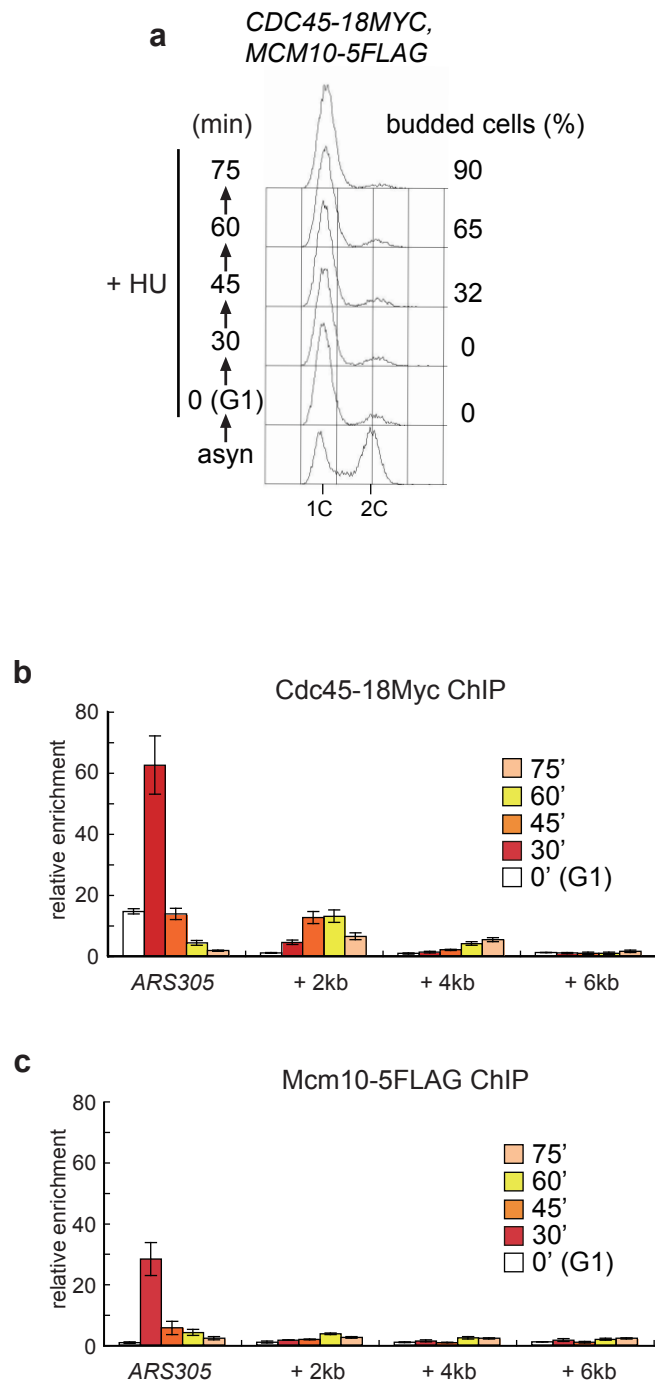 a
CDC45-18MYC,
MCM10-5FLAG
(min)
budded cells (%)
75
90
60
65
+ HU
45
32
30
0
0 (G1)
0
asyn
1C
2C
b
Cdc45-18Myc ChIP
relative enrichment
80
60
40
20
0
75’
60’
45’
30’
0’ (G1)
ARS305
+ 2kb
+ 4kb
+ 6kb
c
Mcm10-5FLAG ChIP
relative enrichment
80
60
40
20
0
75’
60’
45’
30’
0’ (G1)
ARS305
+ 2kb
+ 4kb
+ 6kb